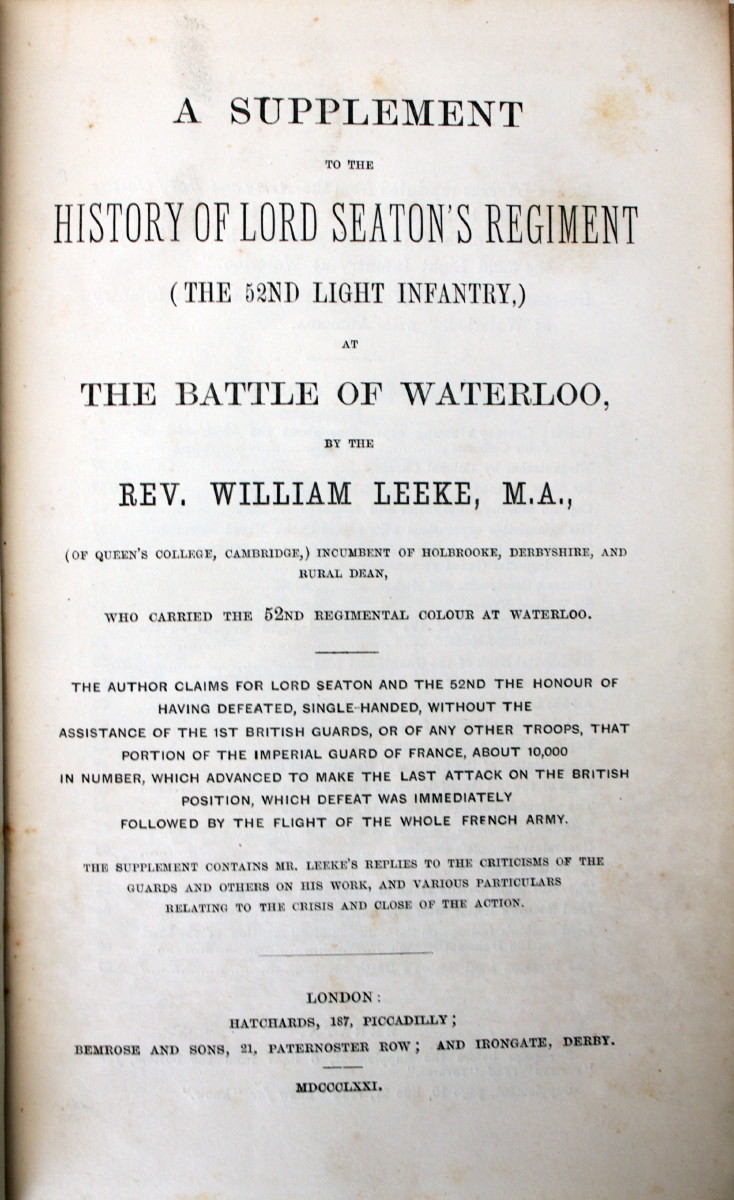 A SUPPLEMENT
TO THE
HISTORY OF LORD SEATON'S REGIMENT
(THE 52ND LIGHT INFANTRY,)
AT
THE BATTLE OF WATERLOO,
BY THE
REV. WILLIAM LEEKE, M.A.,
(OF QUEEN'S COLLEGE, CAMBRIDGE,) INCUMBENT OF HOLBROOKE, DERBYSHIRE, AND
RURAL DEAN,
WHO CARRIED THE 52ND REGIMENTAL COLOUR AT WATERLOO.
THE AUTHOR CLAIMS FOR LORD SEATON AND THE 52ND THE HONOUR OF
HAVING DEFEATED, SINGLE-HANDED, WITHOUT THE
ASSISTANCE OF THE 1ST BRITISH GUARDS, OR OF ANY OTHER TROOPS, THAT
PORTION OF THE IMPERIAL GUARD OF FRANCE, ABOUT 10,000
IN NUMBER, WHICH ADVANCED TO MAKE THE LAST ATTACK ON THE BRITISH
POSITION, WHICH DEFEAT WAS IMMEDIATELY
FOLLOWED BY THE FLIGHT OF THE WHOLE FRENCH ARMY.
THE SUPPLEMENT CONTAINS MR. LEEKE'S REPLIES TO THE CRITICISMS OF THE
GUARDS AND OTHERS ON HIS WORK, AND VARIOUS PARTICULARS
RELATING TO THE CRISIS AND CLOSE OF THE ACTION.
LONDON:
HATCHARDS, 187, PICCADILLY;
BEMROSE AND SONS, 21, PATERNOSTER ROW; AND IRONGATE, DERBY.
MDCCCLXXI.